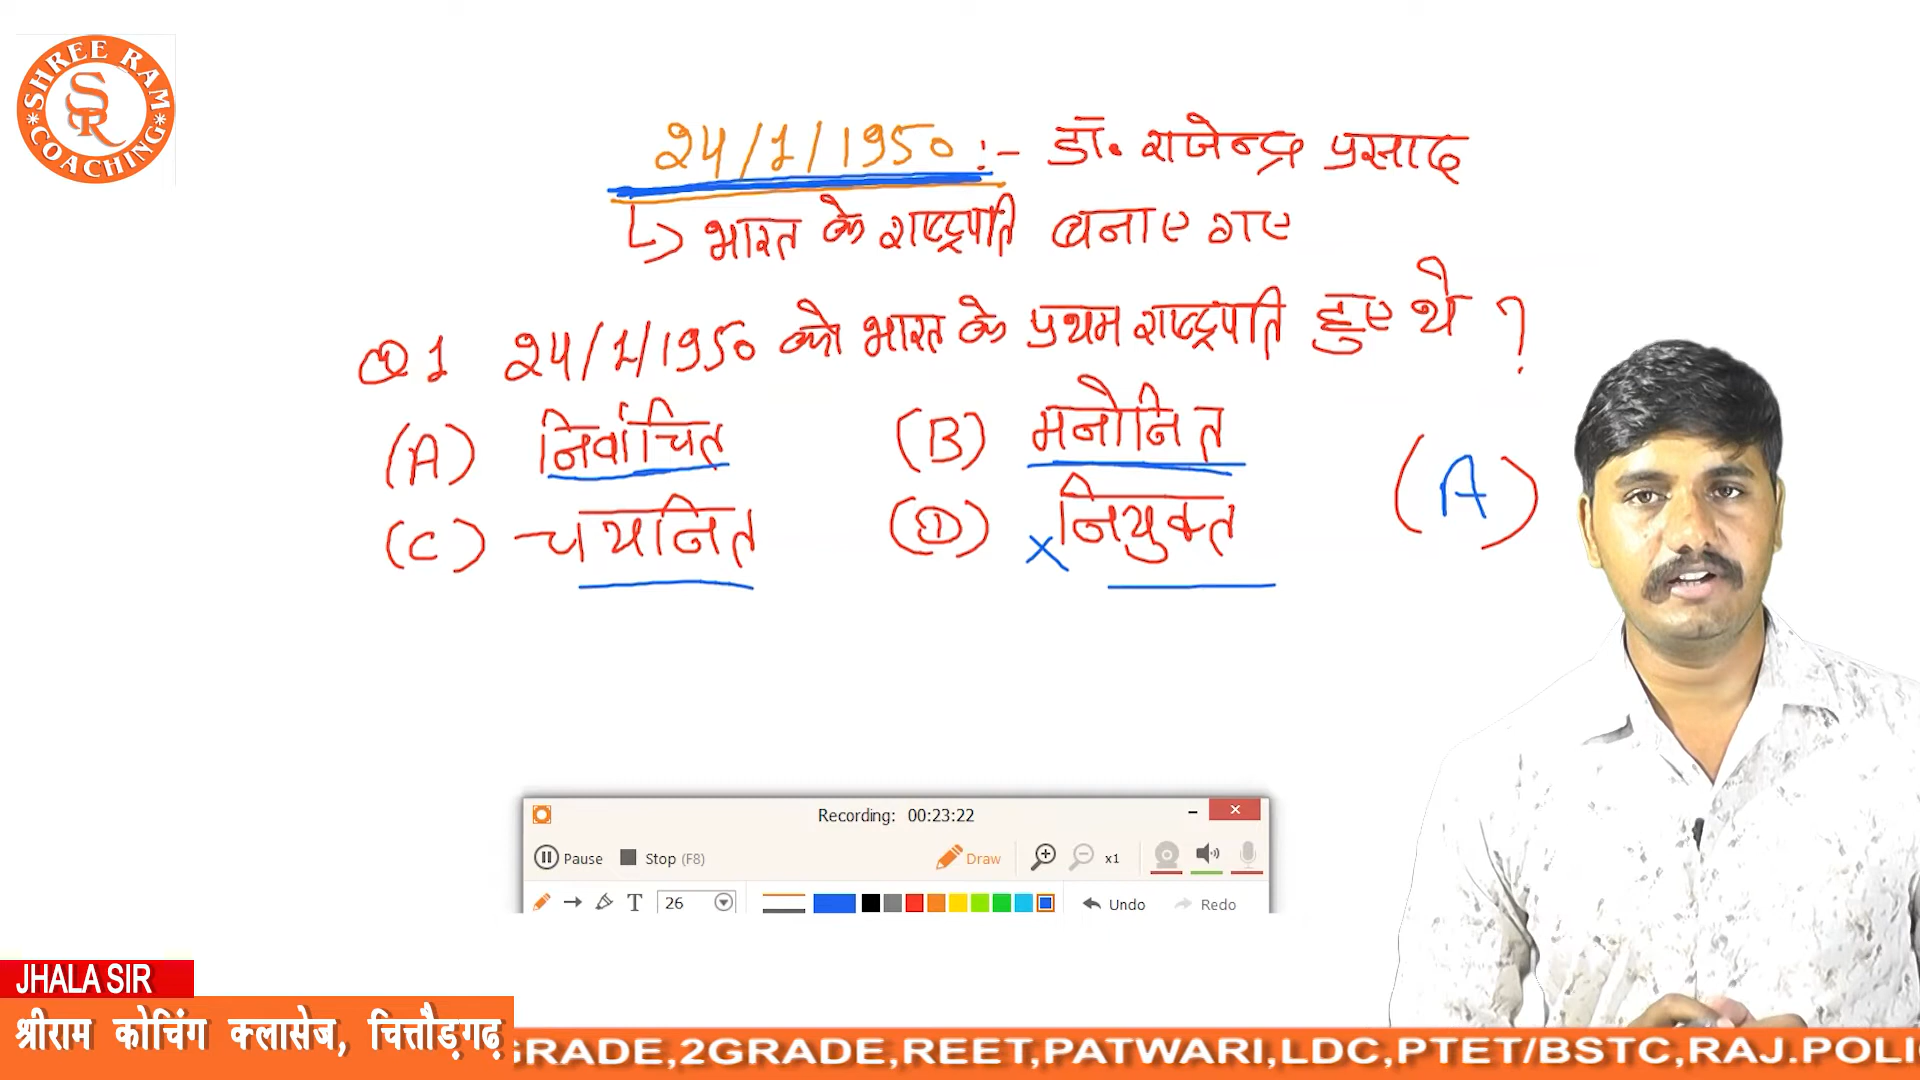 SHREE RAM
SR
COACHING
24/1/1950 :- डॉ. राजेन्द्र प्रसाद
↳ भारत के राष्ट्रपति बनाए गए
Q1 24/1/1950 को भारत के प्रथम राष्ट्रपति हुए थे ?
(A) निर्वाचित (B) मनोनित
(A)
(C) चयनित (D) x नियुक्त
Recording: 00:23:22
Pause Stop (F8) Draw x1
T 26 Undo Redo
JHALA SIR
श्रीराम कोचिंग क्लासेज, चित्तौड़गढ़
GRADE,2GRADE,REET,PATWARI,LDC,PTET/BSTC,RAJ.POLI